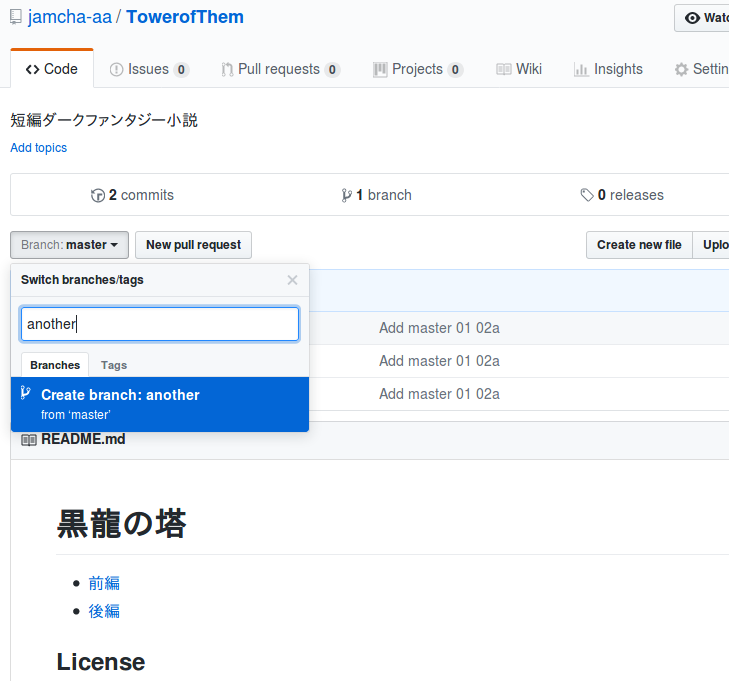 jamcha-aa / TowerofThem
Watc
Code Issues 0 Pull requests 0 Projects 0 Wiki Insights Settin
短編ダークファンタジー小説
Add topics
2 commits 1 branch 0 releases
Branch: master New pull request Create new file Uplo
Switch branches/tags
another
Branches Tags
Create branch: another
from ‘master’
Add master 01 02a
Add master 01 02a
Add master 01 02a
README.md
黒龍の塔
前編
後編
License